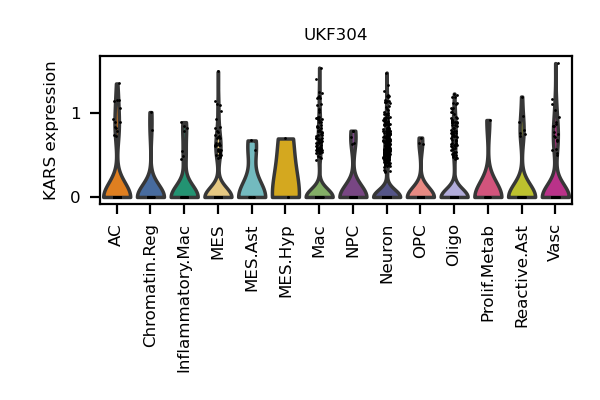 UKF304
KARS expression
1
0
AC
Chromatin.Reg
Inflammatory.Mac
MES
MES.Ast
MES.Hyp
Mac
NPC
Neuron
OPC
Oligo
Prolif.Metab
Reactive.Ast
Vasc